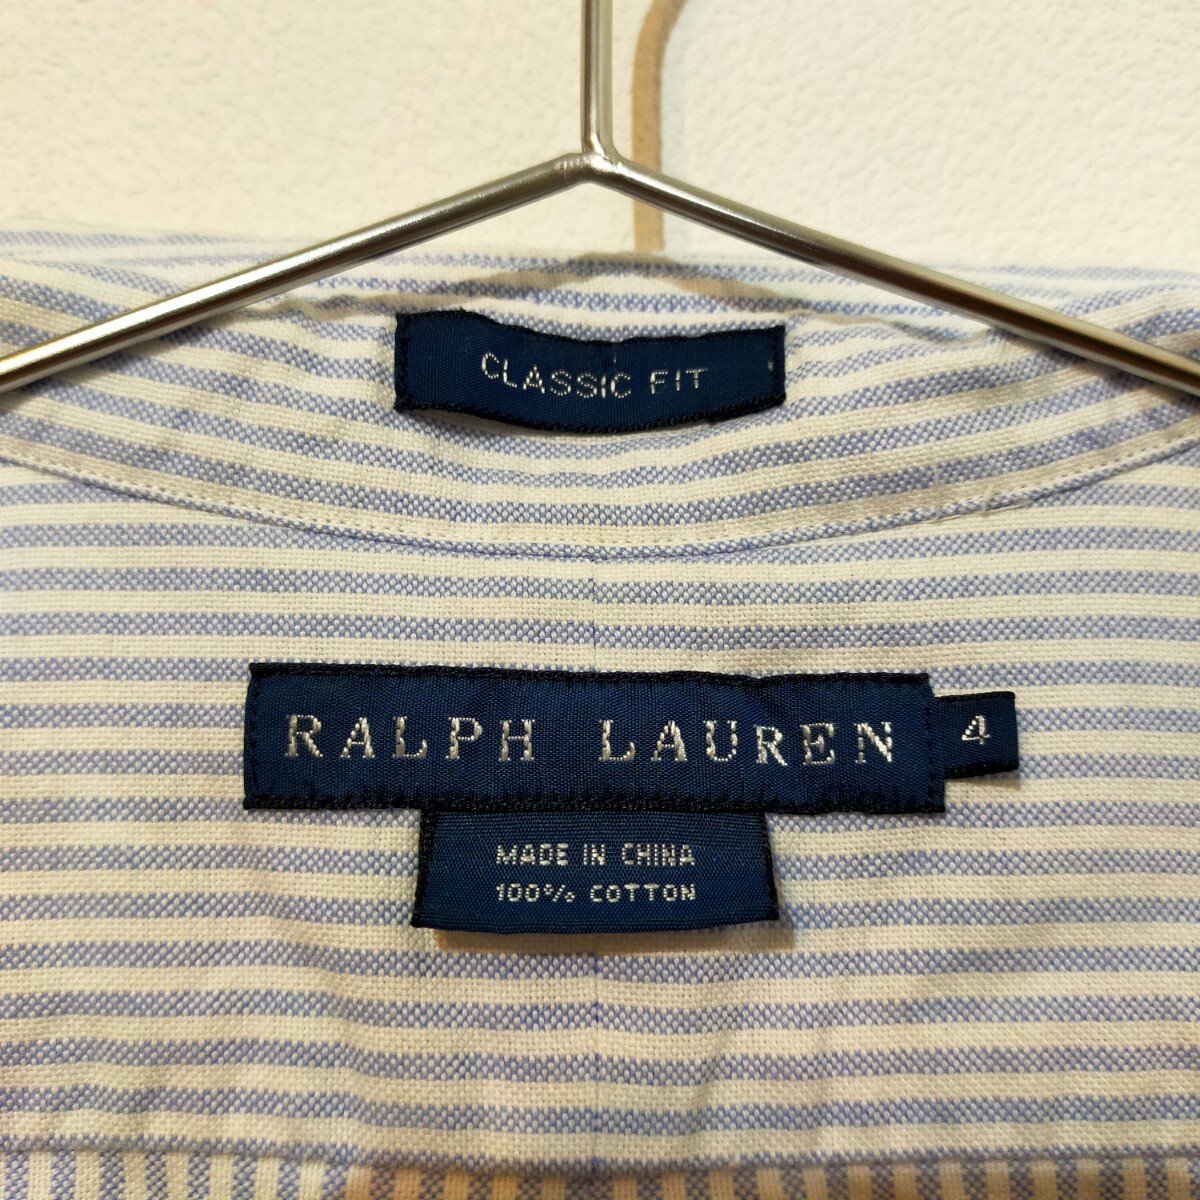 CLASSIC FIT
RALPH LAUREN
4
MADE IN CHINA
100% COTTON